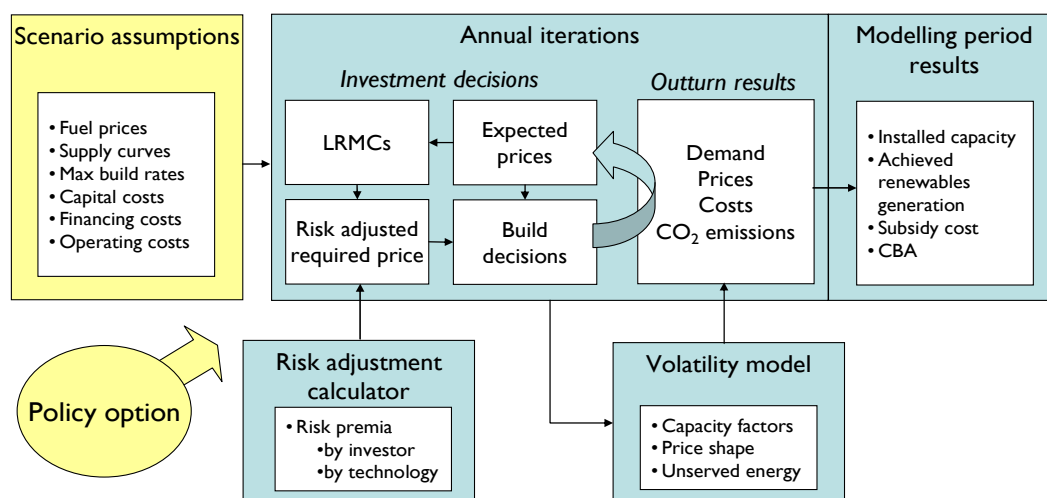 Scenario assumptions
• Fuel prices
• Supply curves
• Max build rates
• Capital costs
• Financing costs
• Operating costs
Annual iterations
Investment decisions
Outturn results
LRMCs
Expected
prices
Risk adjusted
required price
Build
decisions
Demand
Prices
Costs
CO2 emissions
Modelling period
results
• Installed capacity
• Achieved
renewables
generation
• Subsidy cost
• CBA
Policy option
Risk adjustment
calculator
• Risk premia
• by investor
• by technology
Volatility model
• Capacity factors
• Price shape
• Unserved energy